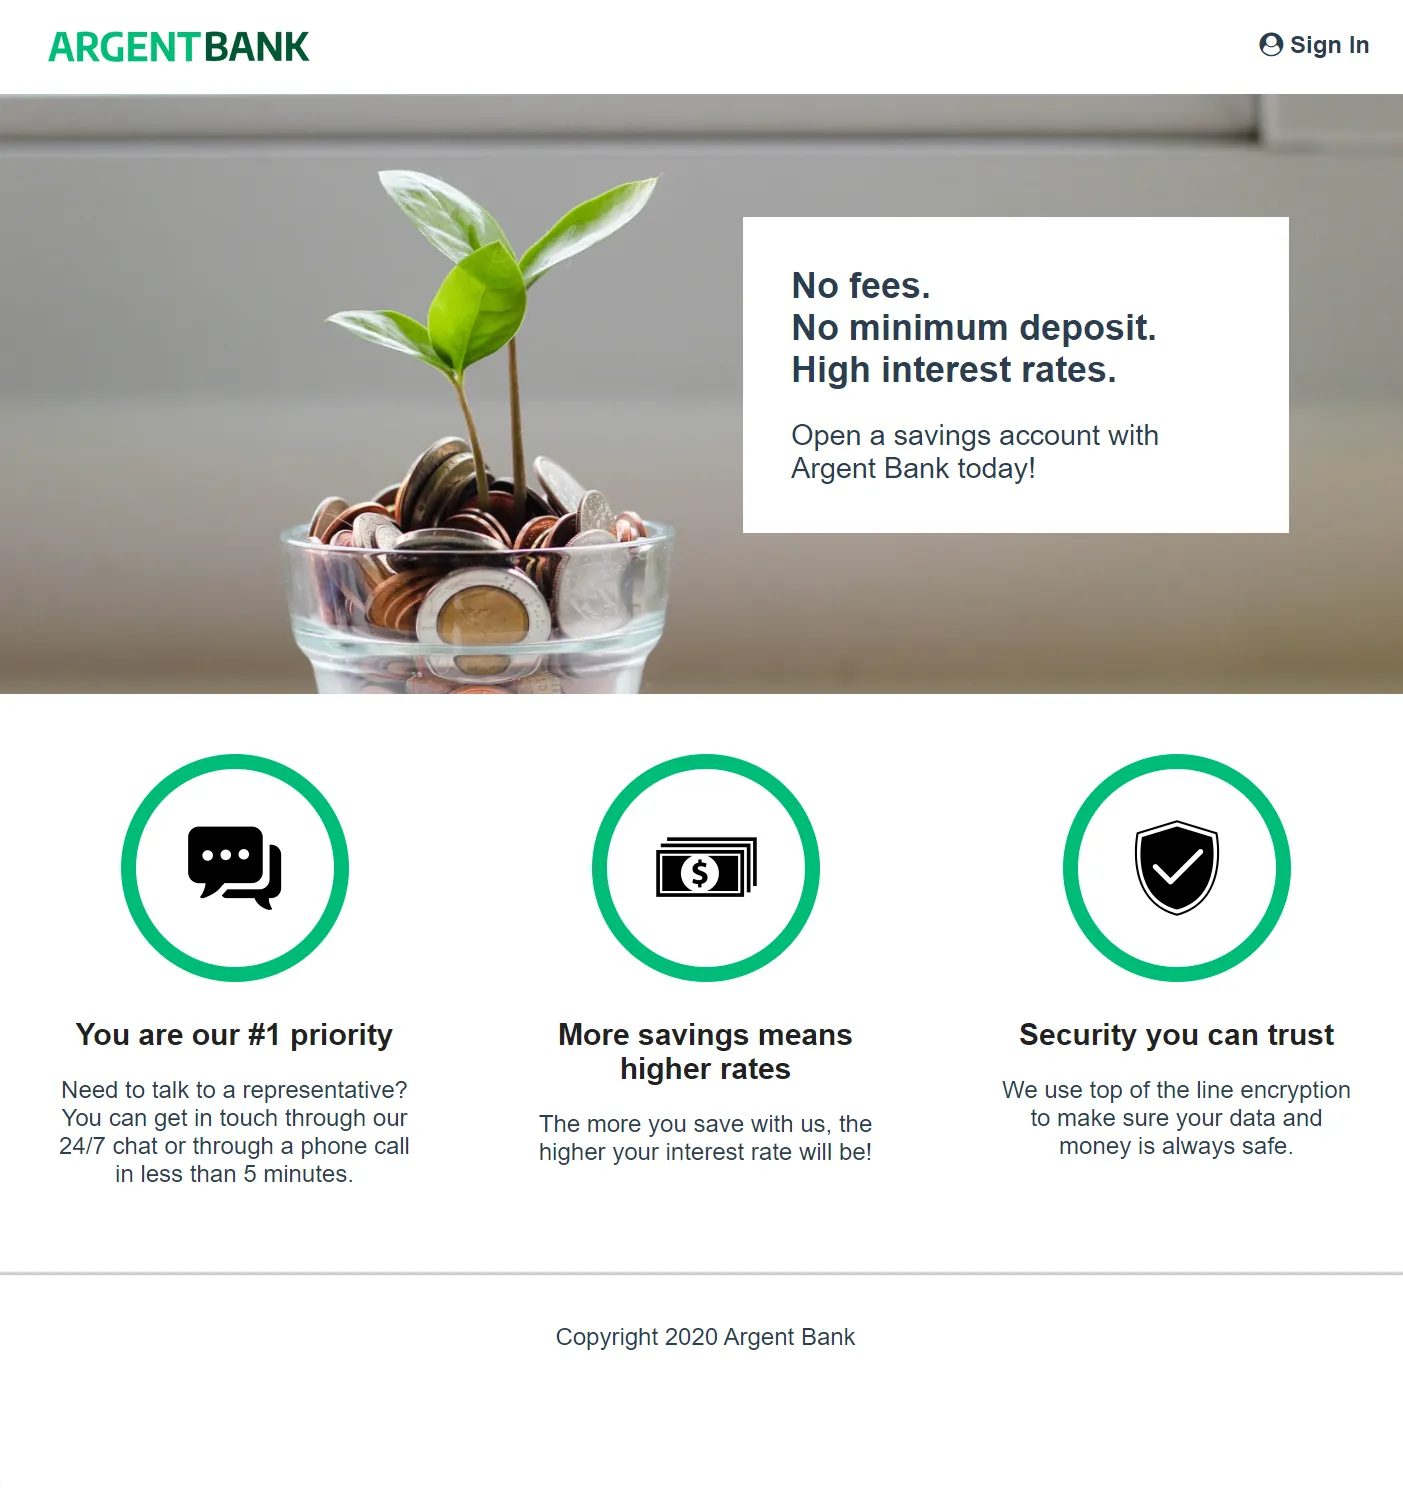 ARGENTBANK
Sign In
No fees.
No minimum deposit.
High interest rates.
Open a savings account with
Argent Bank today!
You are our #1 priority
Need to talk to a representative?
You can get in touch through our
24/7 chat or through a phone call
in less than 5 minutes.
More savings means
higher rates
The more you save with us, the
higher your interest rate will be!
Security you can trust
We use top of the line encryption
to make sure your data and
money is always safe.
Copyright 2020 Argent Bank